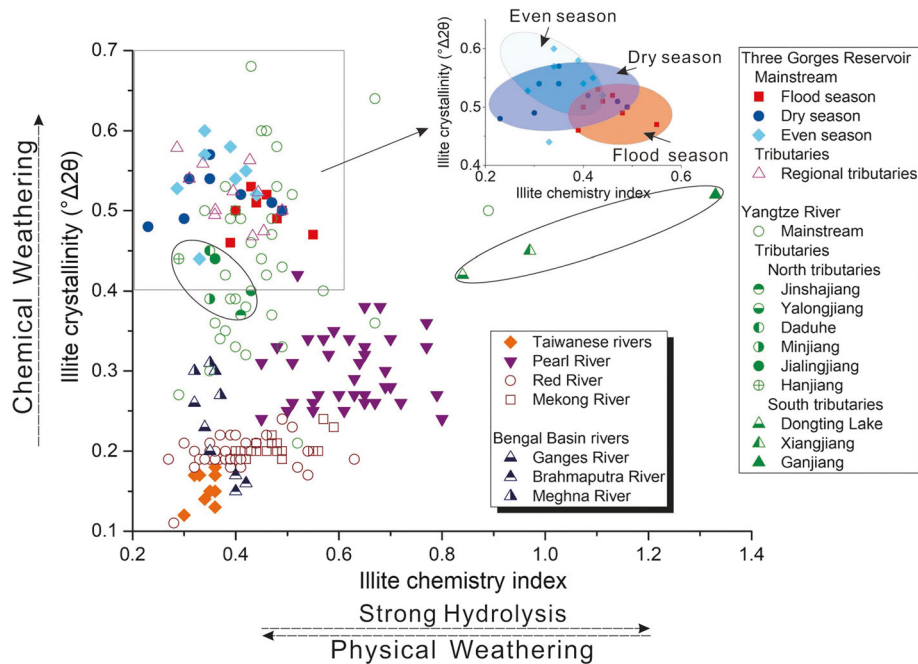 Chemical Weathering
Illite crystallinity (°Δ2θ)
0.7
0.6
0.5
0.4
0.3
0.2
0.1
0.2
0.4
0.6
0.8
1.0
1.2
1.4
Illite chemistry index
Strong Hydrolysis
Physical Weathering
Even season
Dry season
Flood season
Illite crystallinity (°Δ2θ)
0.6
0.5
0.4
0.2
0.4
0.6
Illite chemistry index
Taiwanese rivers
Pearl River
Red River
Mekong River
Bengal Basin rivers
Ganges River
Brahmaputra River
Meghna River
Three Gorges Reservoir
Mainstream
Flood season
Dry season
Even season
Tributaries
Regional tributaries
Yangtze River
Mainstream
Tributaries
North tributaries
Jinshajiang
Yalongjiang
Daduhe
Minjiang
Jialingjiang
Hanjiang
South tributaries
Dongting Lake
Xiangjiang
Ganjiang